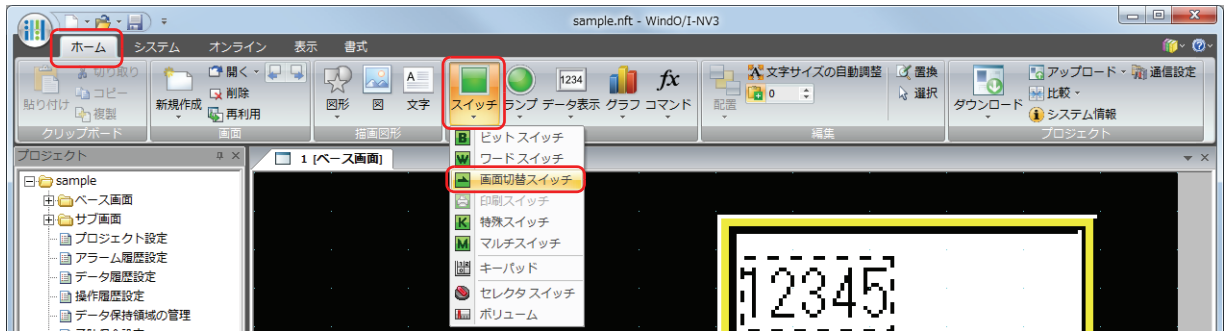 sample.nft - WindO/I-NV3
ホーム システム オンライン 表示 書式
貼り付け 切り取り コピー 複製
クリップボード
新規作成 開く 削除 再利用
画面
図形 図 文字
描画図形
スイッチ ランプ データ表示 グラフ コマンド
1234
fx
配置 文字サイズの自動調整 0 置換 選択
編集
ダウンロード アップロード 比較 システム情報 通信設定
プロジェクト
プロジェクト
1 [ベース画面]
sample
ベース画面
サブ画面
プロジェクト設定
アラーム履歴設定
データ履歴設定
操作履歴設定
データ保持領域の管理
B ビット スイッチ
W ワード スイッチ
画面切替スイッチ
印刷スイッチ
K 特殊スイッチ
M マルチスイッチ
キーパッド
セレクタ スイッチ
ボリューム
12345